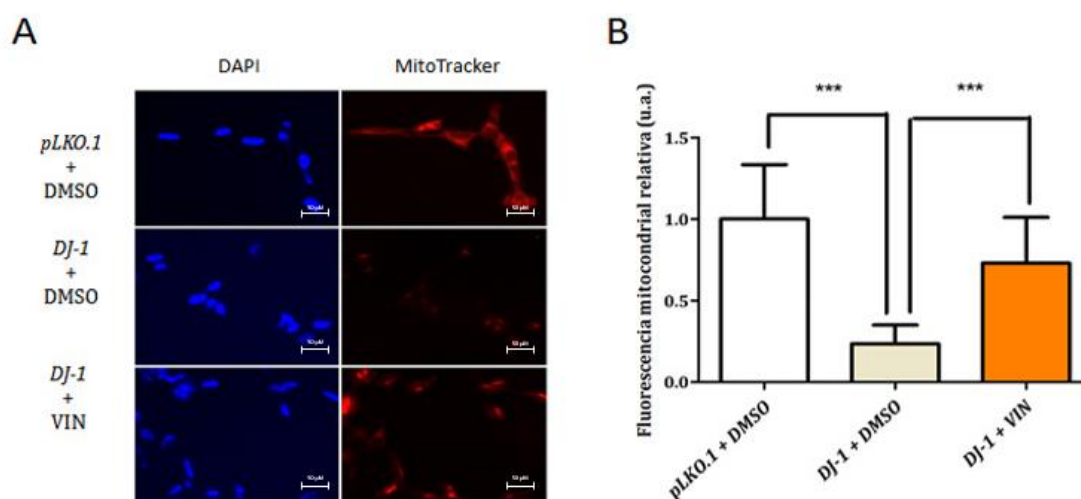 A
DAPI
MitoTracker
pLKO.1
+
DMSO
DJ-1
+
DMSO
DJ-1
+
VIN
B
***
***
Fluorescencia mitocondrial relativa (u.a.)
1.5
1.0
0.5
0.0
pLKO.1 + DMSO
DJ-1 + DMSO
DJ-1 + VIN